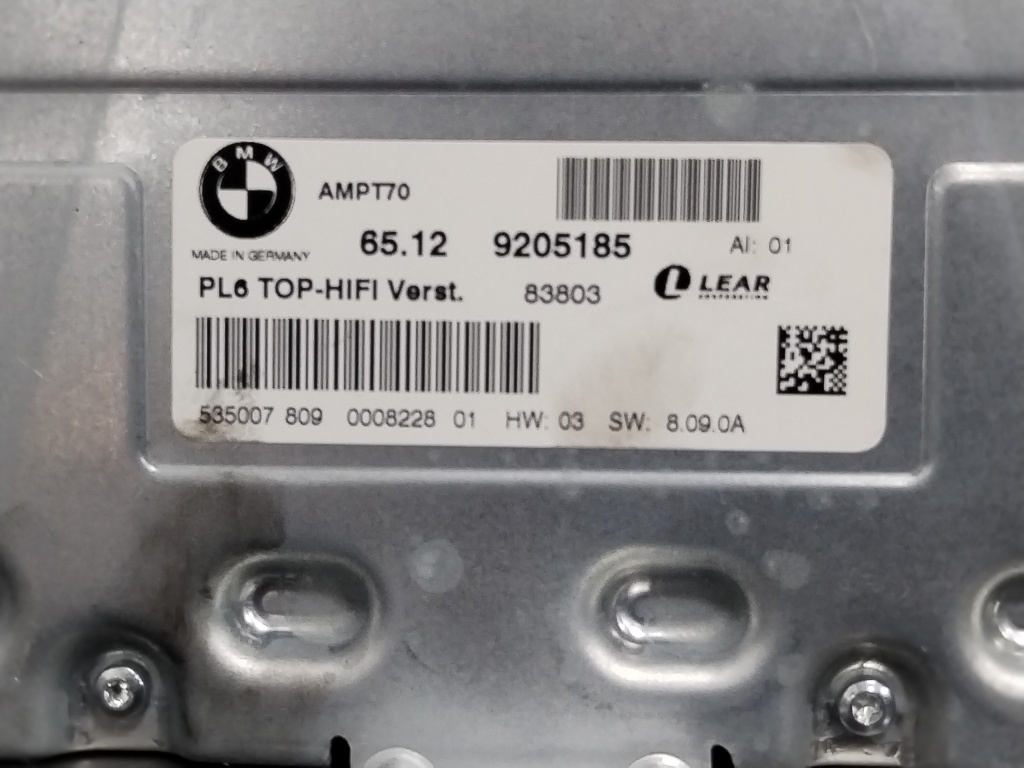 BMW
AMPT70
65.12 9205185 AI: 01
MADE IN GERMANY
PL6 TOP-HIFI Verst. 83803 LEAR
CORPORATION
535007 809 0008228 01 HW: 03 SW: 8.09.0A